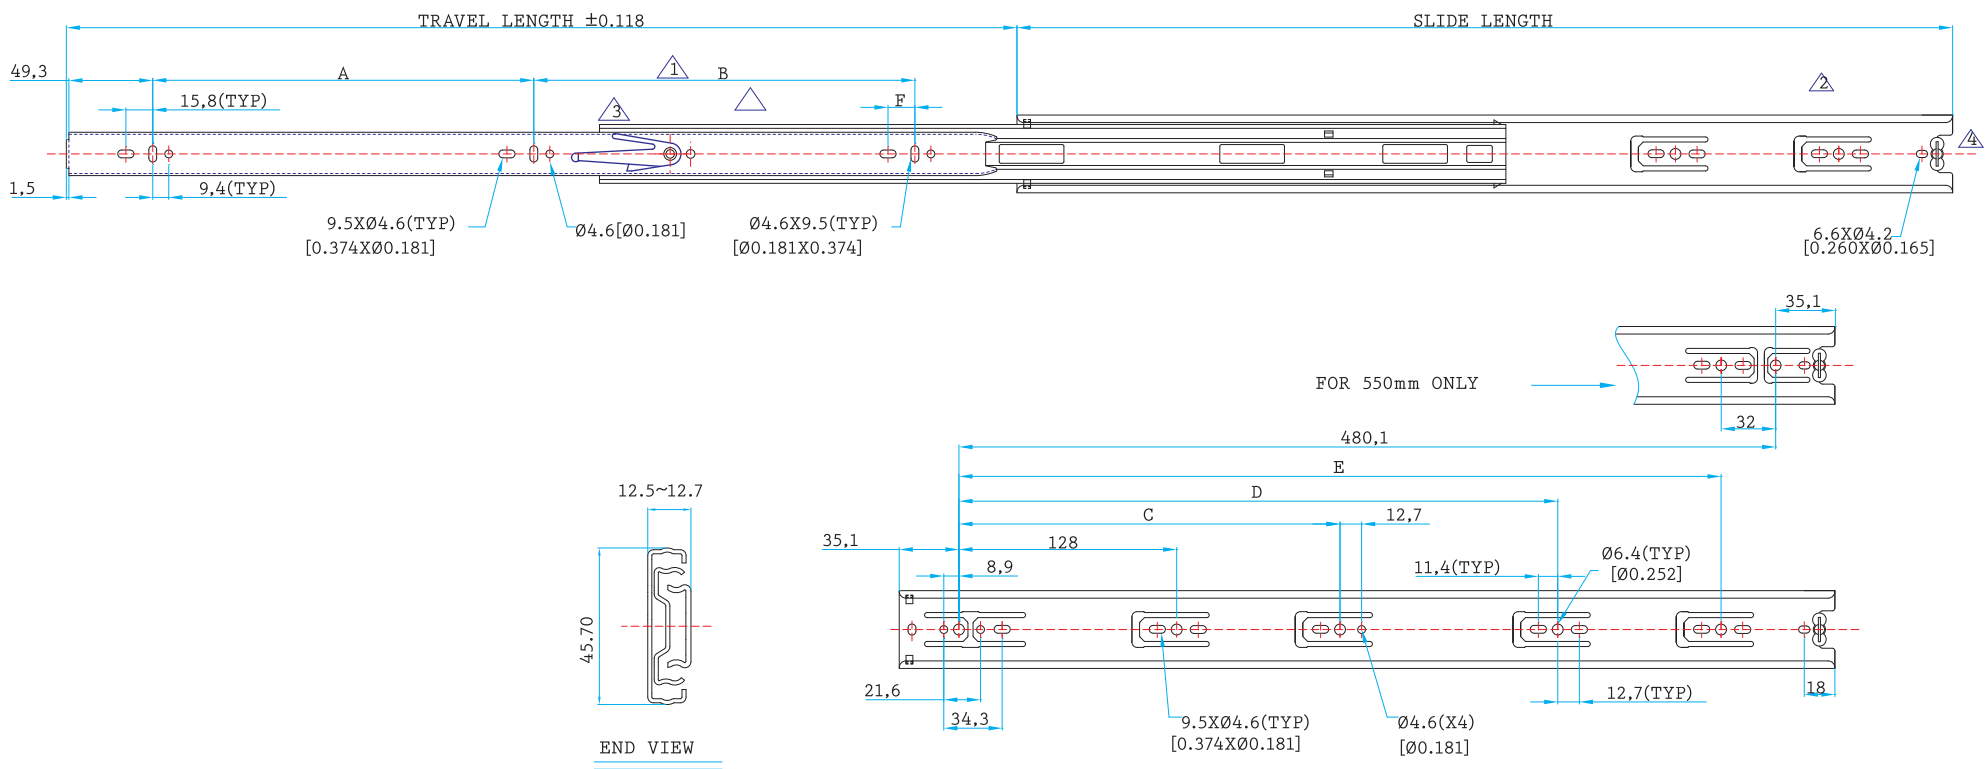 TRAVEL LENGTH ±0.118
SLIDE LENGTH
49,3
A
1
B
2
15,8(TYP)
3
F
4
1,5
9,4(TYP)
9.5XØ4.6(TYP)
[0.374XØ0.181]
Ø4.6[Ø0.181]
Ø4.6X9.5(TYP)
[Ø0.181X0.374]
6.6XØ4.2
[0.260XØ0.165]
35,1
FOR 550mm ONLY
32
480,1
E
12.5~12.7
D
C
12,7
35,1
128
8,9
11,4(TYP)
Ø6.4(TYP)
[Ø0.252]
45.70
21,6
34,3
12,7(TYP)
18
9.5XØ4.6(TYP)
[0.374XØ0.181]
Ø4.6(X4)
[Ø0.181]
END VIEW